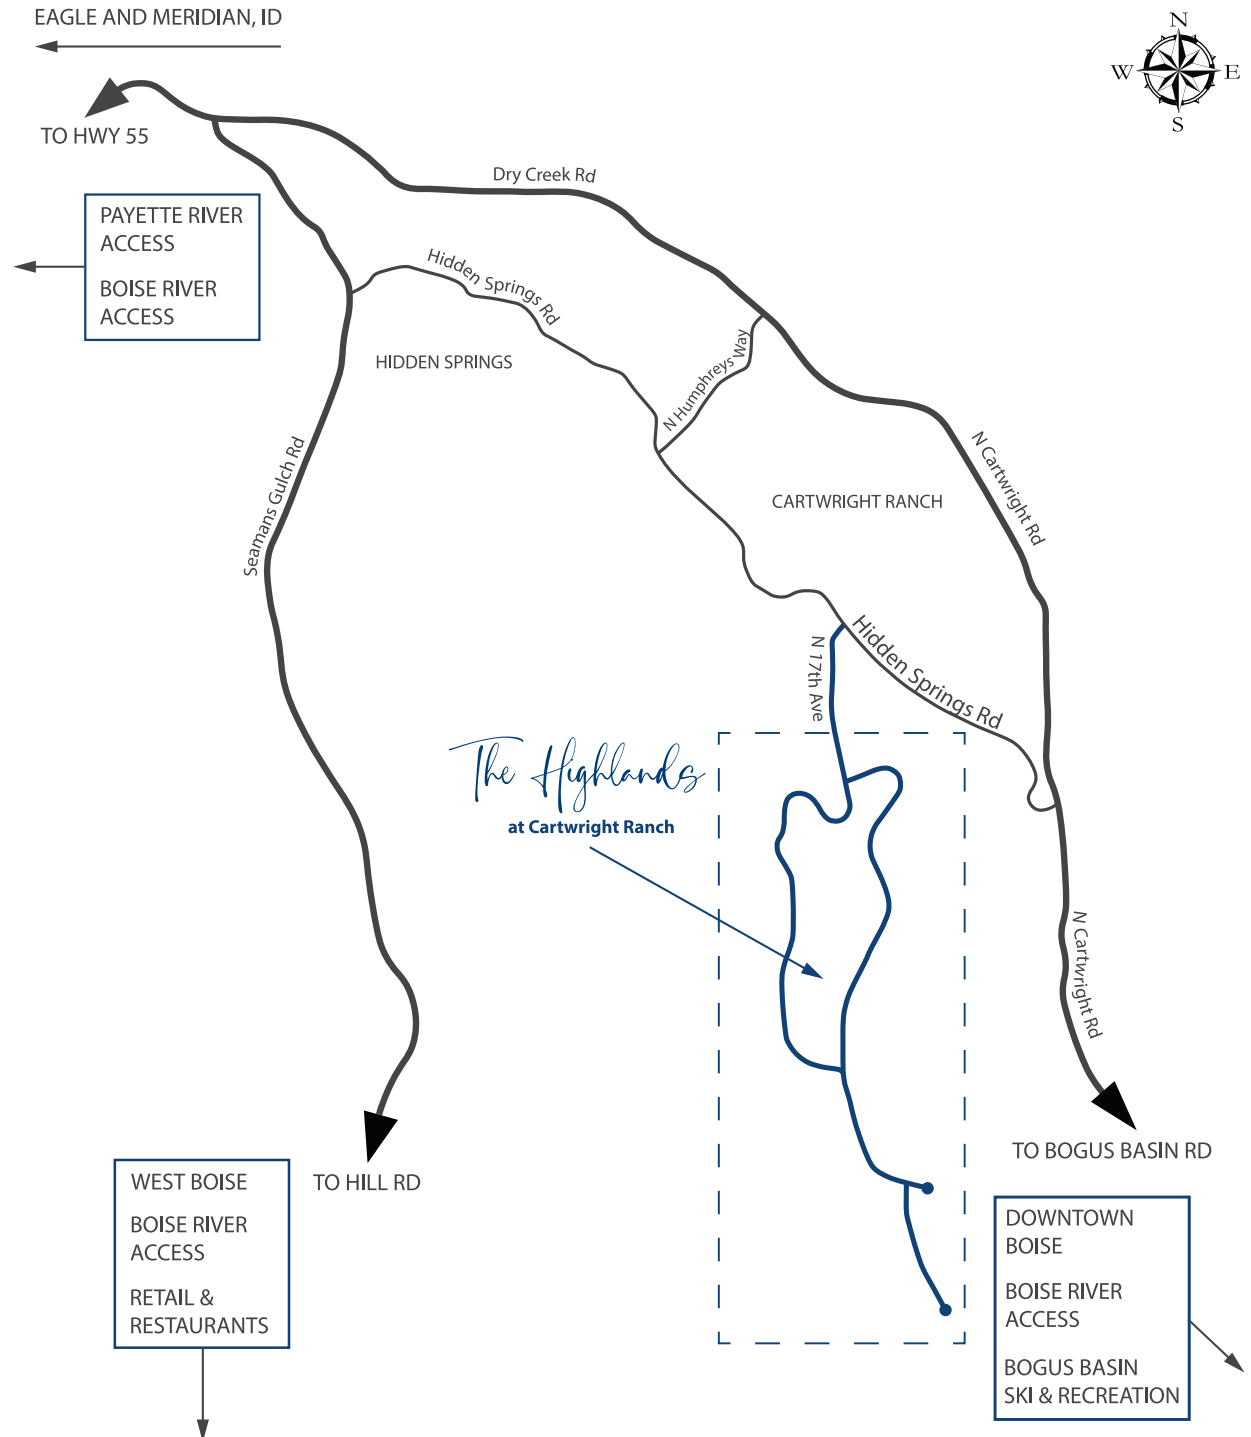 EAGLE AND MERIDIAN, ID
N
W
E
S
TO HWY 55
Dry Creek Rd
PAYETTE RIVER
ACCESS
BOISE RIVER
ACCESS
Hidden Springs Rd
HIDDEN SPRINGS
N Humphreys Way
Seamans Gulch Rd
N Cartwright Rd
CARTWRIGHT RANCH
N 17th Ave
Hidden Springs Rd
The Highlands
at Cartwright Ranch
N Cartwright Rd
TO BOGUS BASIN RD
TO HILL RD
WEST BOISE
BOISE RIVER
ACCESS
RETAIL &
RESTAURANTS
DOWNTOWN
BOISE
BOISE RIVER
ACCESS
BOGUS BASIN
SKI & RECREATION